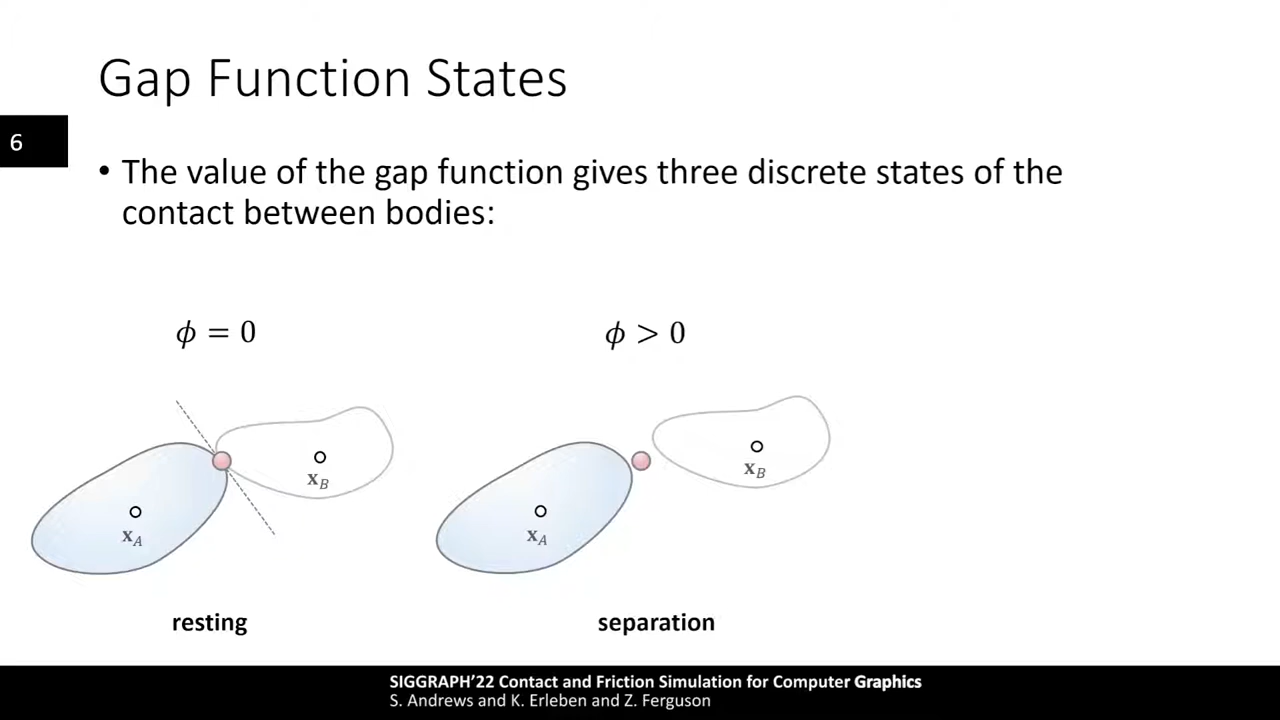 Gap Function States
6
• The value of the gap function gives three discrete states of the
contact between bodies:
ϕ = 0
ϕ > 0
x_B
x_A
x_B
x_A
resting
separation
SIGGRAPH'22 Contact and Friction Simulation for Computer Graphics
S. Andrews and K. Erleben and Z. Ferguson